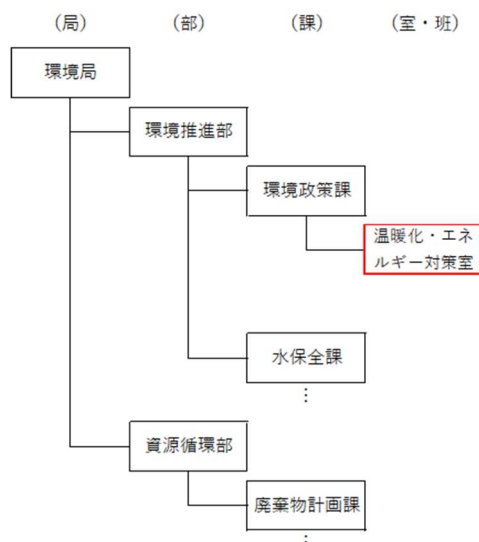 (局) (部) (課) (室・班)
環境局
環境推進部
環境政策課
温暖化・エネ
ルギー対策室
水保全課
⋮
資源循環部
廃棄物計画課
⋮